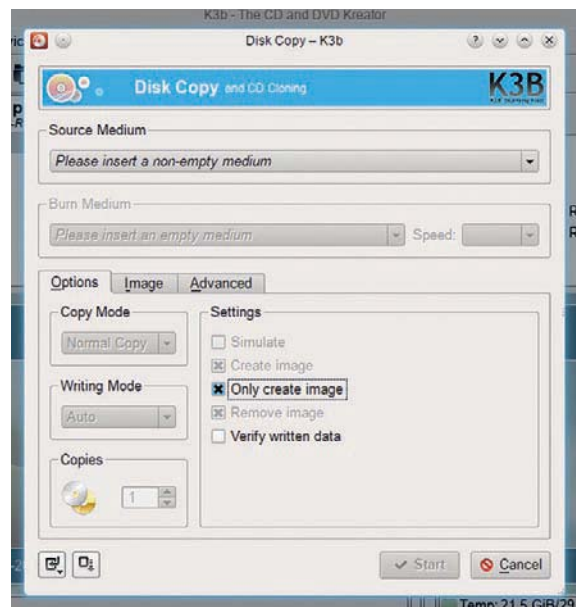 K3b - The CD and DVD Kreator
Disk Copy – K3b
Disk Copy and CD Cloning
K3B
Source Medium
Please insert a non-empty medium
Burn Medium
Please insert an empty medium
Speed:
Options Image Advanced
Copy Mode
Settings
Normal Copy
Simulate
Create image
Writing Mode
Only create image
Auto
Remove image
Verify written data
Copies
1
Start
Cancel
Temp: 21.5 GiB/29